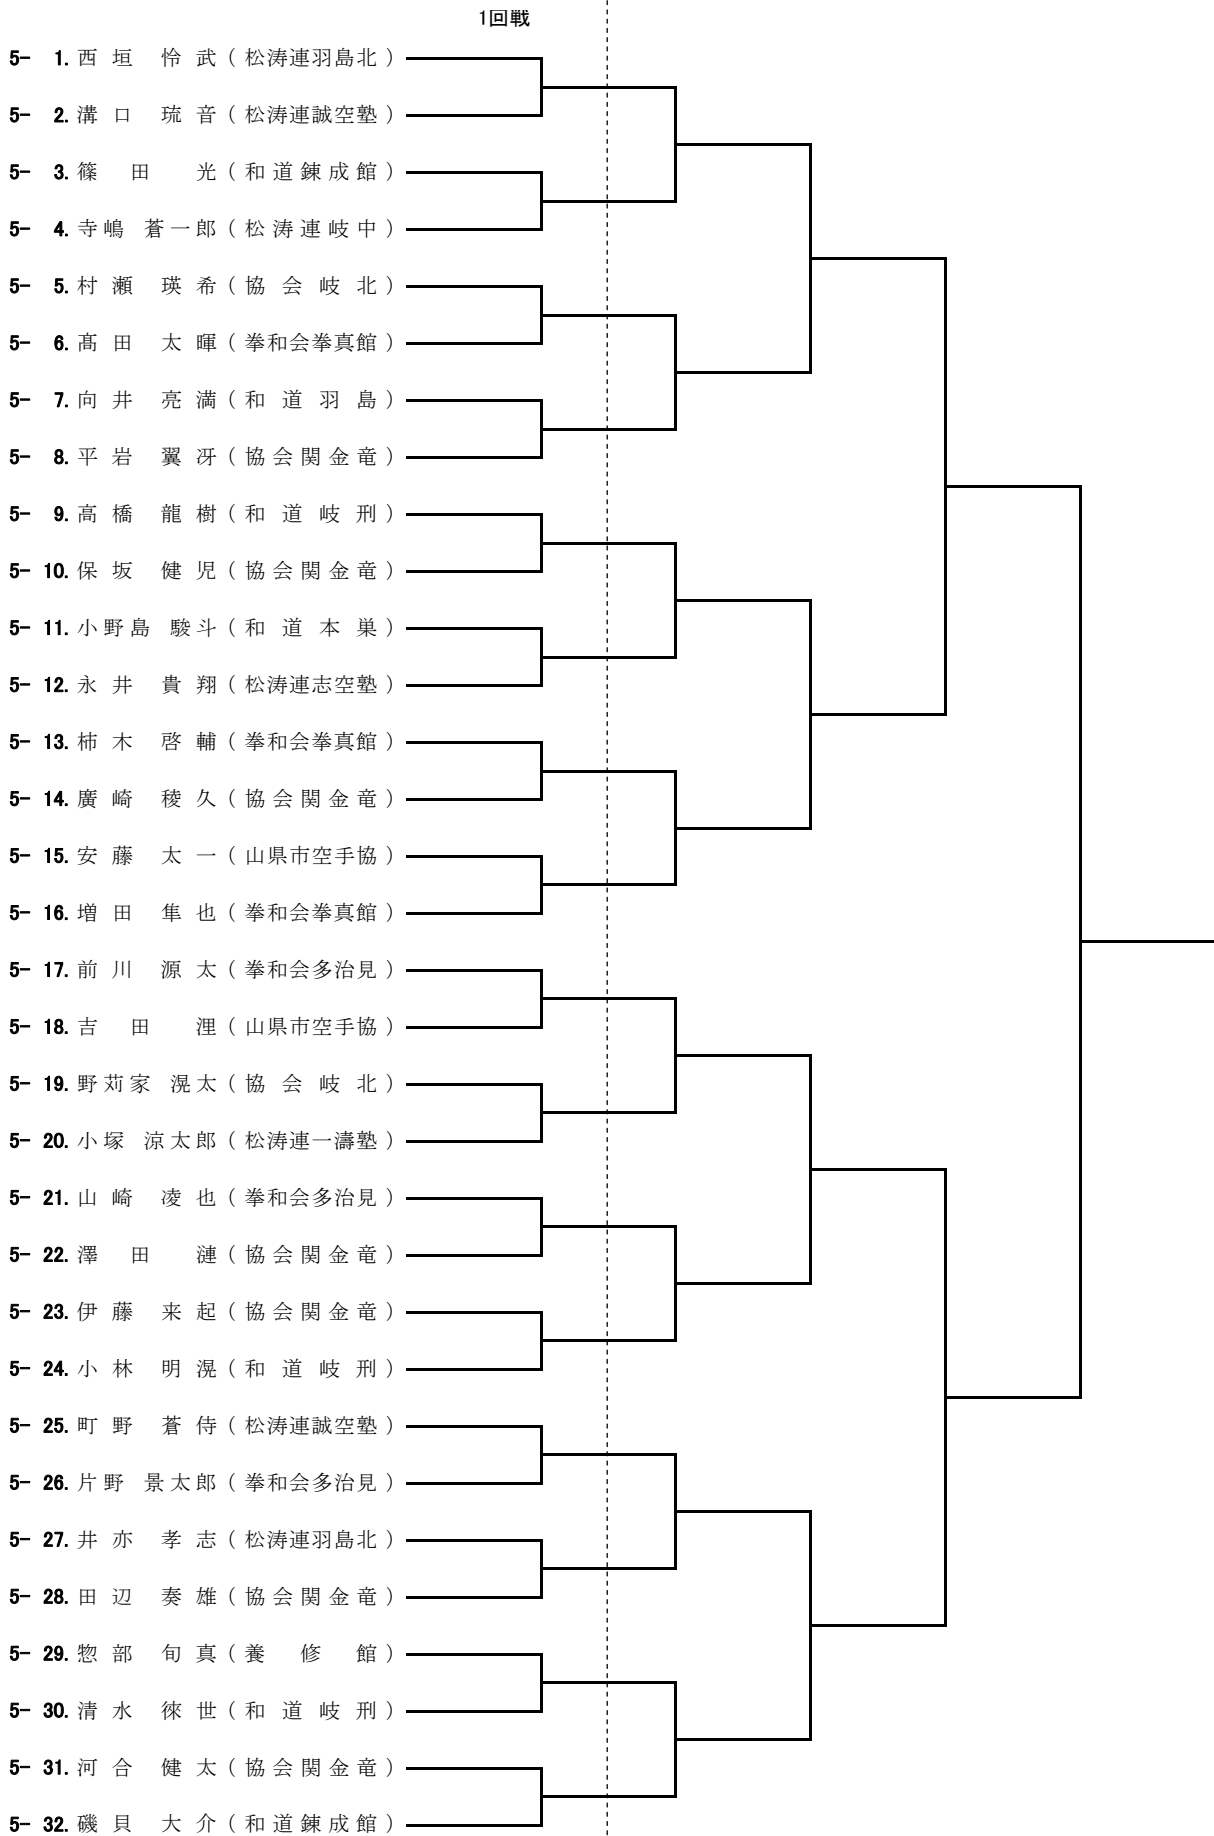 1回戦
5- 1. 西垣 怜武 (松涛連羽島北)
5- 2. 溝口 琉音 (松涛連誠空塾)
5- 3. 篠田 光 (和道錬成館)
5- 4. 寺嶋 蒼一郎 (松涛連岐中)
5- 5. 村瀬 瑛希 (協会岐北)
5- 6. 髙田 太暉 (拳和会拳真館)
5- 7. 向井 亮満 (和道羽島)
5- 8. 平岩 翼冴 (協会関金竜)
5- 9. 高橋 龍樹 (和道岐刑)
5- 10. 保坂 健児 (協会関金竜)
5- 11. 小野島 駿斗 (和道本巣)
5- 12. 永井 貴翔 (松涛連志空塾)
5- 13. 柿木 啓輔 (拳和会拳真館)
5- 14. 廣崎 稜久 (協会関金竜)
5- 15. 安藤 太一 (山県市空手協)
5- 16. 増田 隼也 (拳和会拳真館)
5- 17. 前川 源太 (拳和会多治見)
5- 18. 吉田 浬 (山県市空手協)
5- 19. 野苅家 滉太 (協会岐北)
5- 20. 小塚 涼太郎 (松涛連一濤塾)
5- 21. 山崎 凌也 (拳和会多治見)
5- 22. 澤田 漣 (協会関金竜)
5- 23. 伊藤 来起 (協会関金竜)
5- 24. 小林 明滉 (和道岐刑)
5- 25. 町野 蒼侍 (松涛連誠空塾)
5- 26. 片野 景太郎 (拳和会多治見)
5- 27. 井亦 孝志 (松涛連羽島北)
5- 28. 田辺 奏雄 (協会関金竜)
5- 29. 惣部 旬真 (養修館)
5- 30. 清水 徠世 (和道岐刑)
5- 31. 河合 健太 (協会関金竜)
5- 32. 磯貝 大介 (和道錬成館)